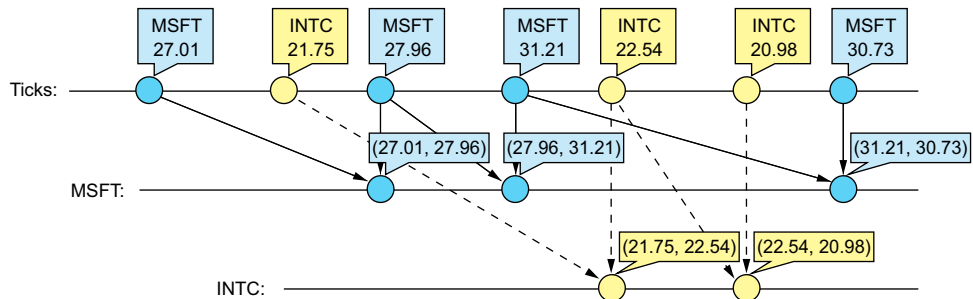 MSFT
27.01
INTC
21.75
MSFT
27.96
MSFT
31.21
INTC
22.54
INTC
20.98
MSFT
30.73
Ticks:
(27.01, 27.96)
(27.96, 31.21)
(31.21, 30.73)
MSFT:
(21.75, 22.54)
(22.54, 20.98)
INTC: